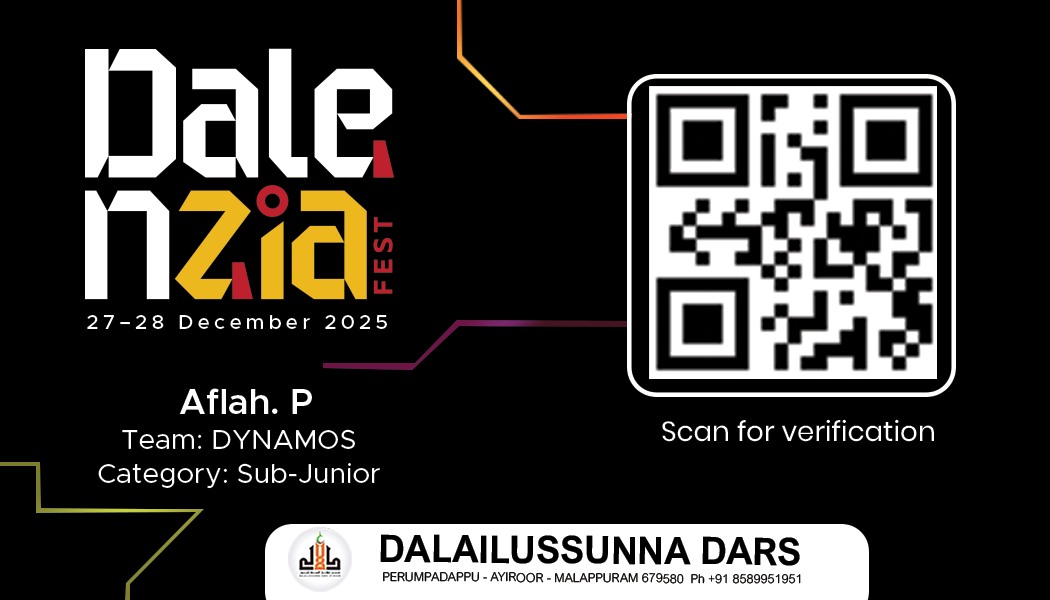 Dale
nzia
FEST
27–28 December 2025
Aflah. P
Team: DYNAMOS
Category: Sub-Junior
Scan for verification
DALAILUSSUNNA DARS
PERUMPADAPPU - AYIROOR - MALAPPURAM 679580 Ph +91 8589951951